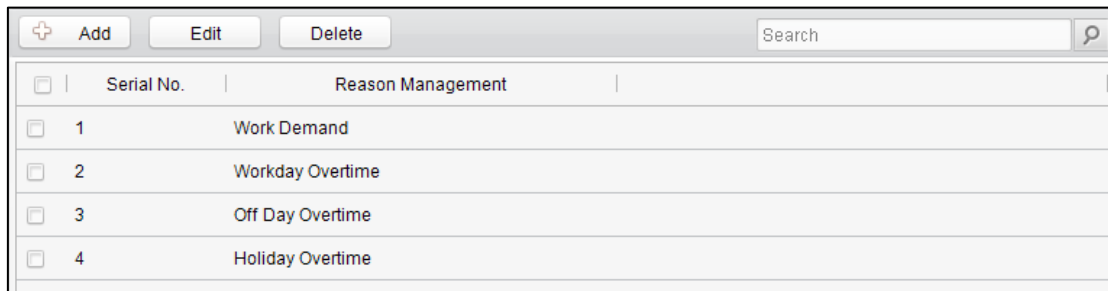 Add Edit Delete Search
Serial No. Reason Management
1 Work Demand
2 Workday Overtime
3 Off Day Overtime
4 Holiday Overtime